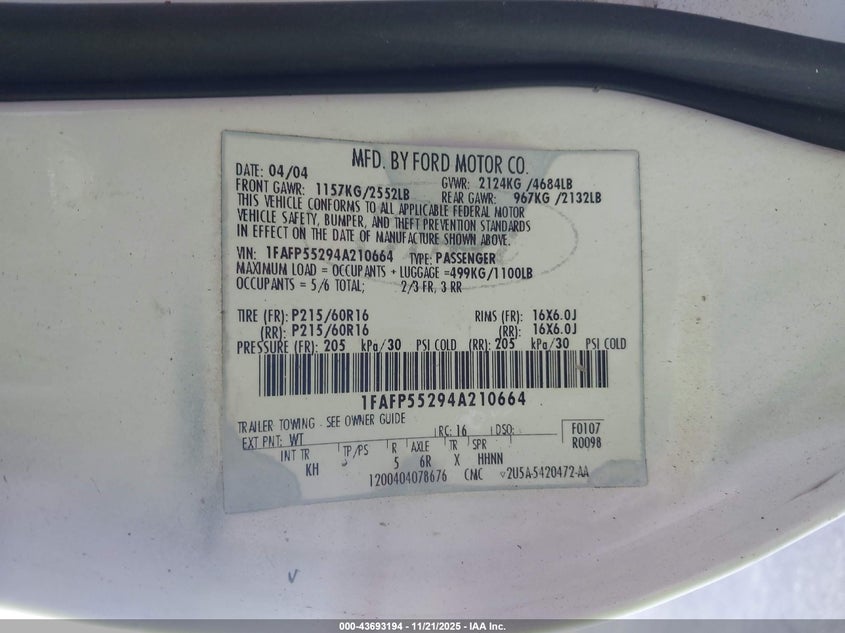 MFD. BY FORD MOTOR CO.
DATE: 04/04 GVWR: 2124KG /4684LB
FRONT GAWR: 1157KG/2552LB REAR GAWR: 967KG /2132LB
THIS VEHICLE CONFORMS TO ALL APPLICABLE FEDERAL MOTOR
VEHICLE SAFETY, BUMPER, AND THEFT PREVENTION STANDARDS
IN EFFECT ON THE DATE OF MANUFACTURE SHOWN ABOVE.
VIN: 1FAFP55294A210664 TYPE: PASSENGER
MAXIMUM LOAD = OCCUPANTS + LUGGAGE =499KG/1100LB
OCCUPANTS = 5/6 TOTAL; 2/3 FR, 3 RR
TIRE (FR): P215/60R16 RIMS (FR): 16X6.0J
(RR): P215/60R16 (RR): 16X6.0J
PRESSURE (FR): 205 kPa/30 PSI COLD (RR): 205 kPa/30 PSI COLD
1FAFP55294A210664
TRAILER TOWING - SEE OWNER GUIDE
EXT PNT: WT RC: 16 DSO: F0107
R0098
INT TR TP/PS R AXLE TR SPR
KH 5 6R X HHNN
1200404078676 CMC 2U5A-5420472-AA
000-43693194 - 11/21/2025 - IAA Inc.